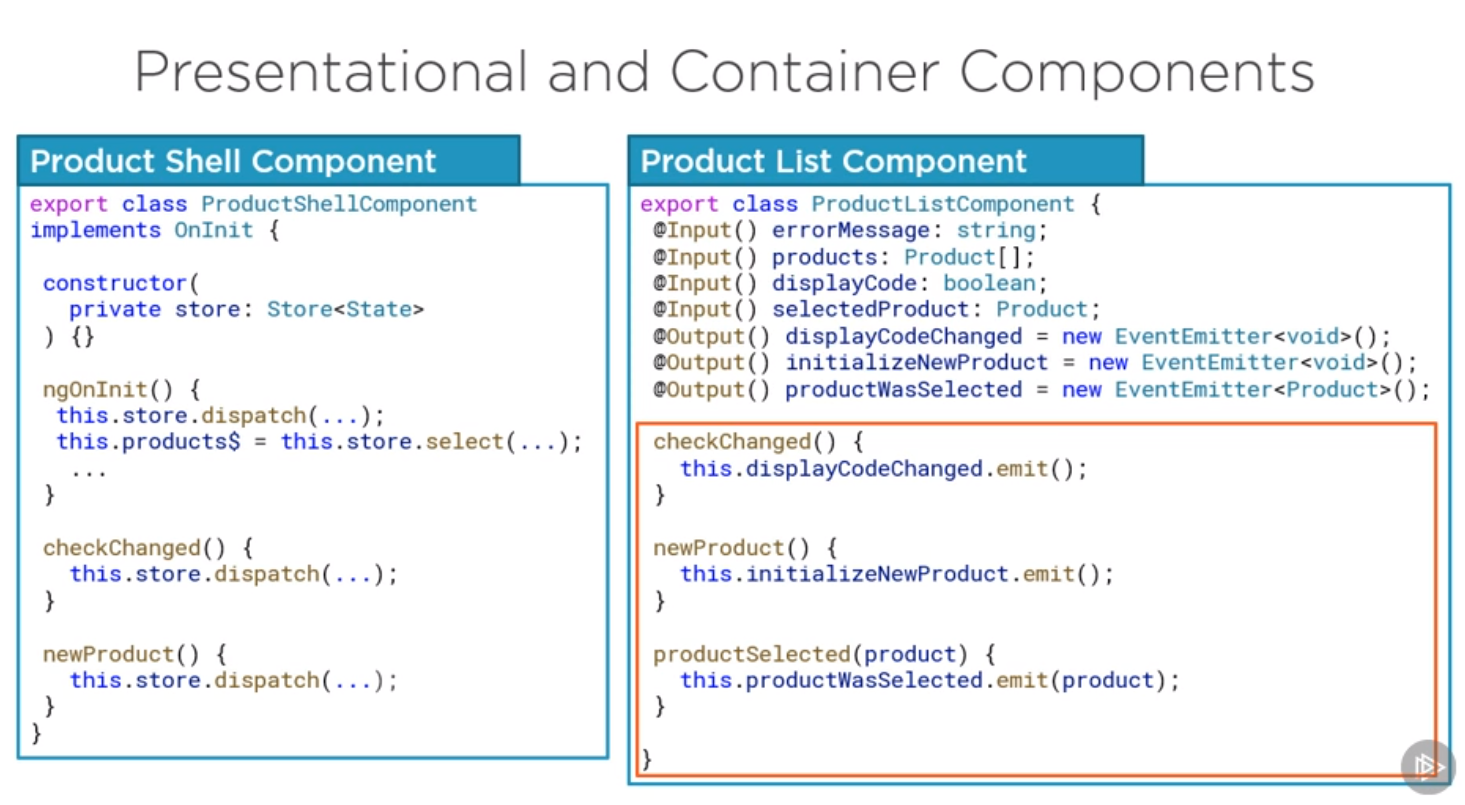 Presentational and Container Components
Product Shell Component
export class ProductShellComponent
implements OnInit {
constructor(
private store: Store<State>
) {}
ngOnInit() {
this.store.dispatch(...);
this.products$ = this.store.select(...);
...
}
checkChanged() {
this.store.dispatch(...);
}
newProduct() {
this.store.dispatch(...);
}
}
Product List Component
export class ProductListComponent {
@Input() errorMessage: string;
@Input() products: Product[];
@Input() displayCode: boolean;
@Input() selectedProduct: Product;
@Output() displayCodeChanged = new EventEmitter<void>();
@Output() initializeNewProduct = new EventEmitter<void>();
@Output() productWasSelected = new EventEmitter<Product>();
checkChanged() {
this.displayCodeChanged.emit();
}
newProduct() {
this.initializeNewProduct.emit();
}
productSelected(product) {
this.productWasSelected.emit(product);
}
}